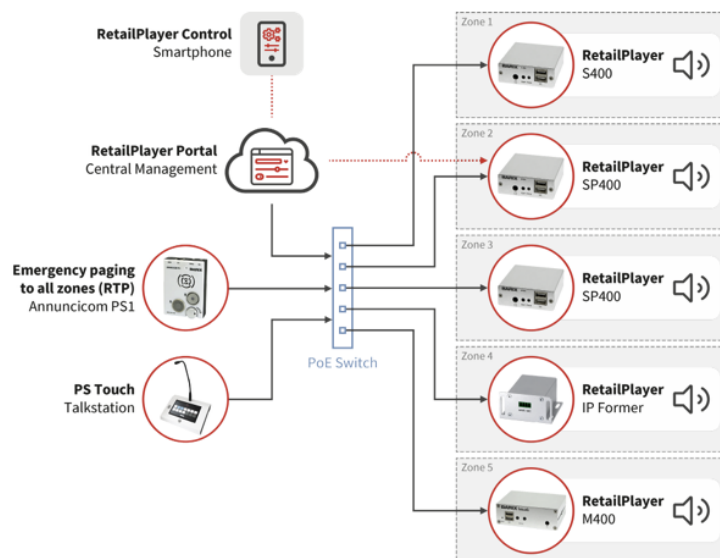 RetailPlayer Control
Smartphone
RetailPlayer Portal
Central Management
Emergency paging
to all zones (RTP)
Annuncicom PS1
PS Touch
Talkstation
PoE Switch
Zone 1
RetailPlayer
S400
Zone 2
RetailPlayer
SP400
Zone 3
RetailPlayer
SP400
Zone 4
RetailPlayer
IP Former
Zone 5
RetailPlayer
M400